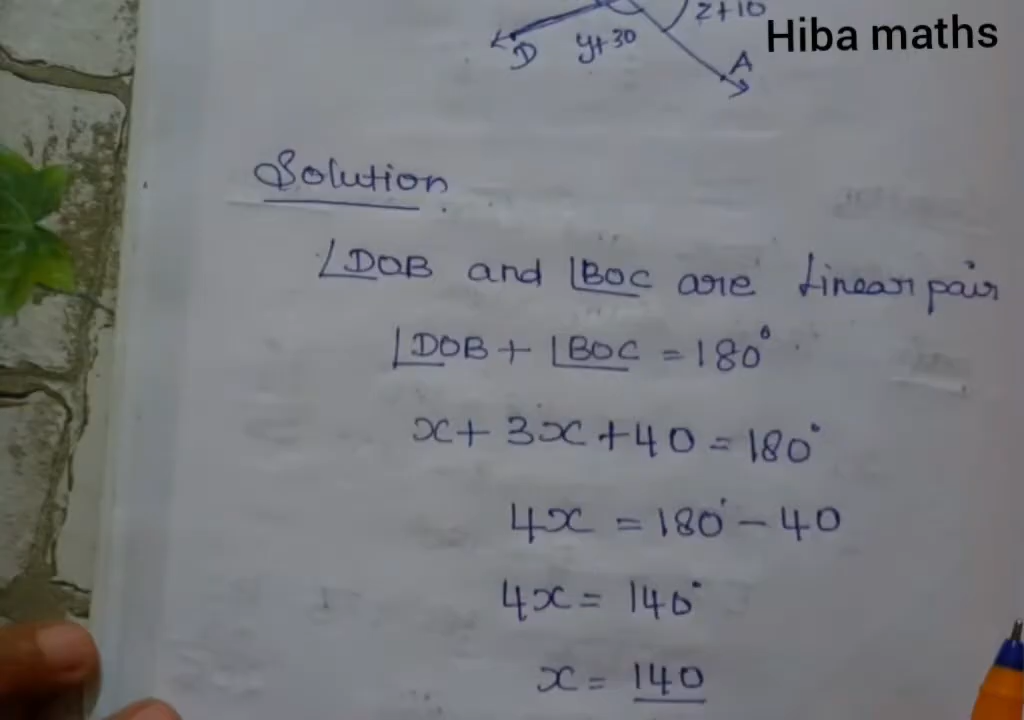 z+10
Hiba maths
D
y+30
A
Solution
∠DOB and ∠BOC are Linear pair
∠DOB + ∠BOC = 180°
x + 3x + 40 = 180°
4x = 180° - 40
4x = 140°
x = 140